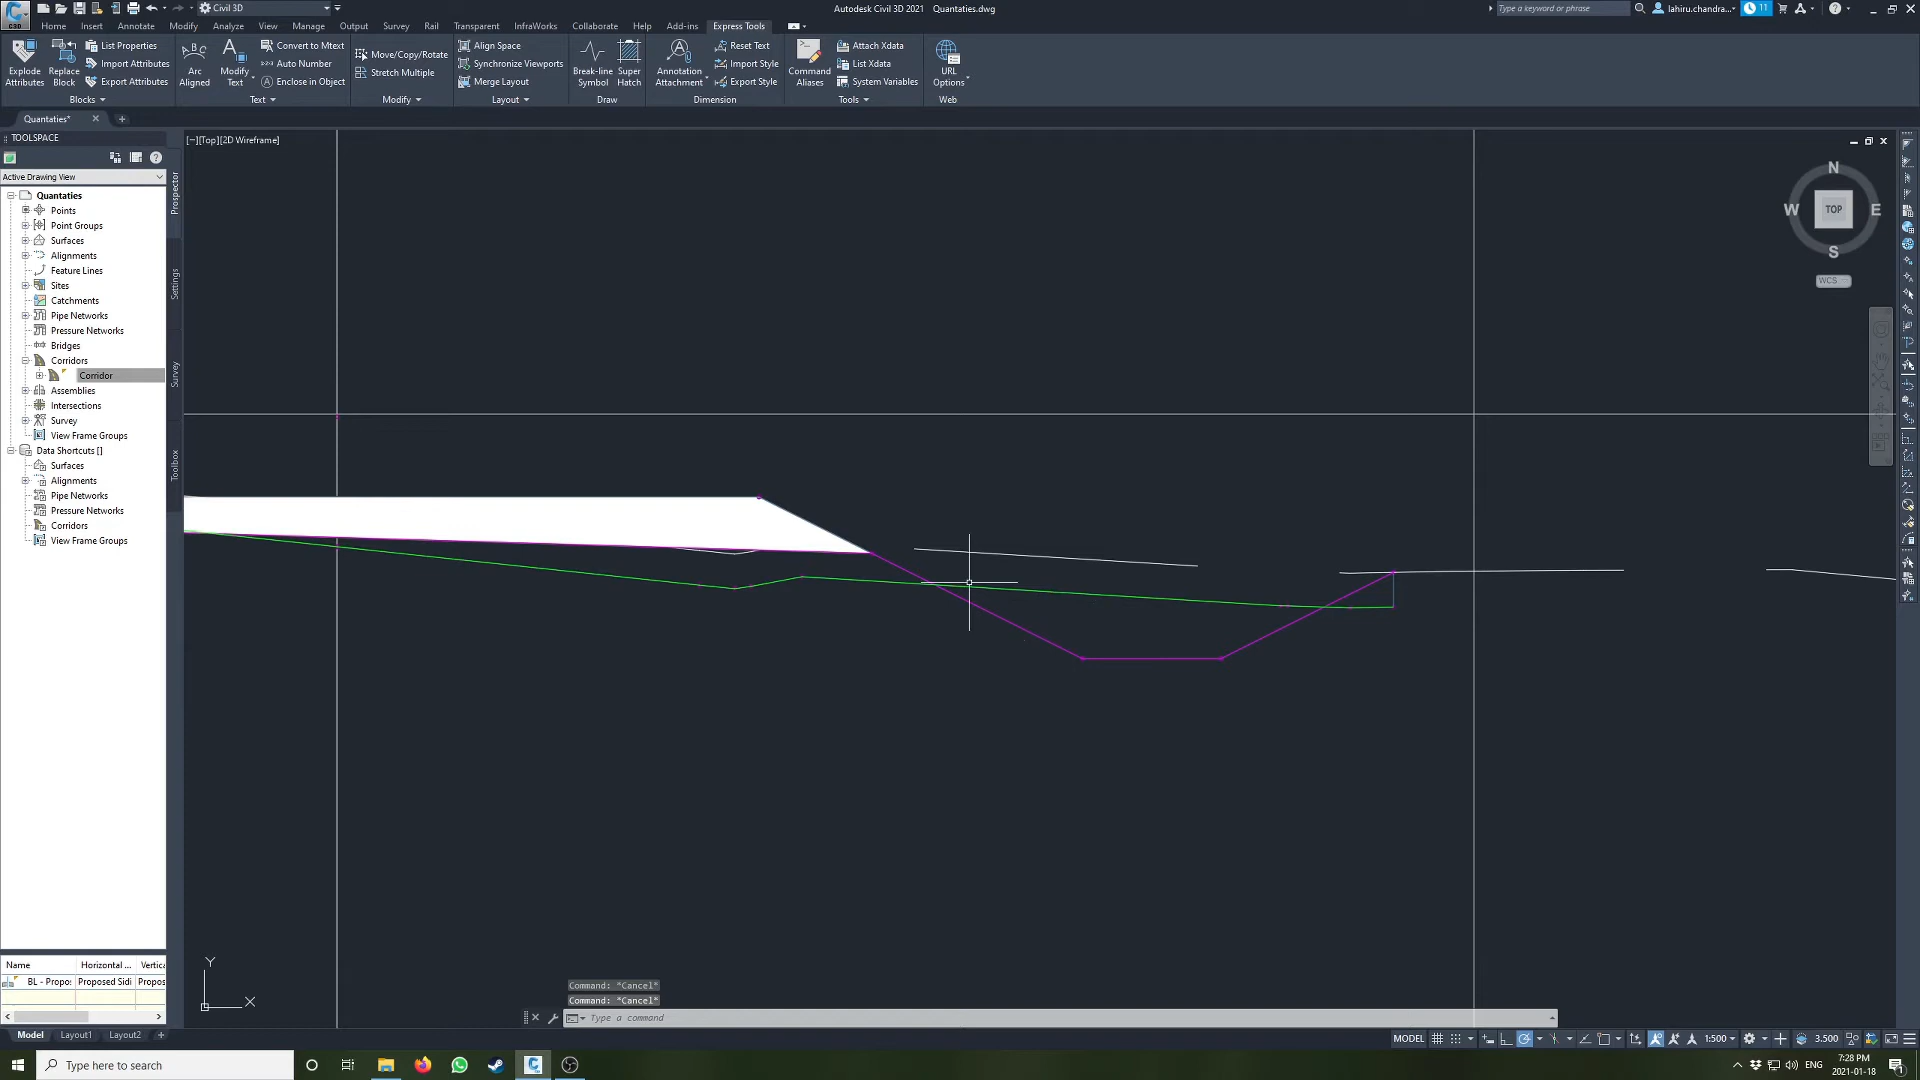 Civil 3D
Autodesk Civil 3D 2021 Quantaties.dwg
Type a keyword or phrase
lahiru.chandra...
11
Home Insert Annotate Modify Analyze View Manage Output Survey Rail Transparent InfraWorks Collaborate Help Add-ins Express Tools
C3D
Explode Attributes
Replace Block
List Properties
Import Attributes
Export Attributes
Blocks
Arc Aligned
Modify Text
Convert to Mtext
Auto Number
Enclose in Object
Text
Move/Copy/Rotate
Stretch Multiple
Modify
Align Space
Synchronize Viewports
Merge Layout
Layout
Break-line Symbol
Super Hatch
Draw
Annotation Attachment
Reset Text
Import Style
Export Style
Dimension
Command Aliases
Attach Xdata
List Xdata
System Variables
Tools
URL Options
Web
Quantaties*
TOOLSPACE
[−][Top][2D Wireframe]
Active Drawing View
Quantaties
Points
Point Groups
Surfaces
Alignments
Feature Lines
Sites
Catchments
Pipe Networks
Pressure Networks
Bridges
Corridors
Corridor
Assemblies
Intersections
Survey
View Frame Groups
Data Shortcuts []
Surfaces
Alignments
Pipe Networks
Pressure Networks
Corridors
View Frame Groups
Prospector
Settings
Survey
Toolbox
N
W TOP E
S
WCS
Name Horizontal ... Vertica
BL - Propo: Proposed Sidi Propos
Y
X
Command: *Cancel*
Command: *Cancel*
Type a command
Model Layout1 Layout2
MODEL 1:500 3.500
Type here to search
ENG
7:28 PM
2021-01-18
1